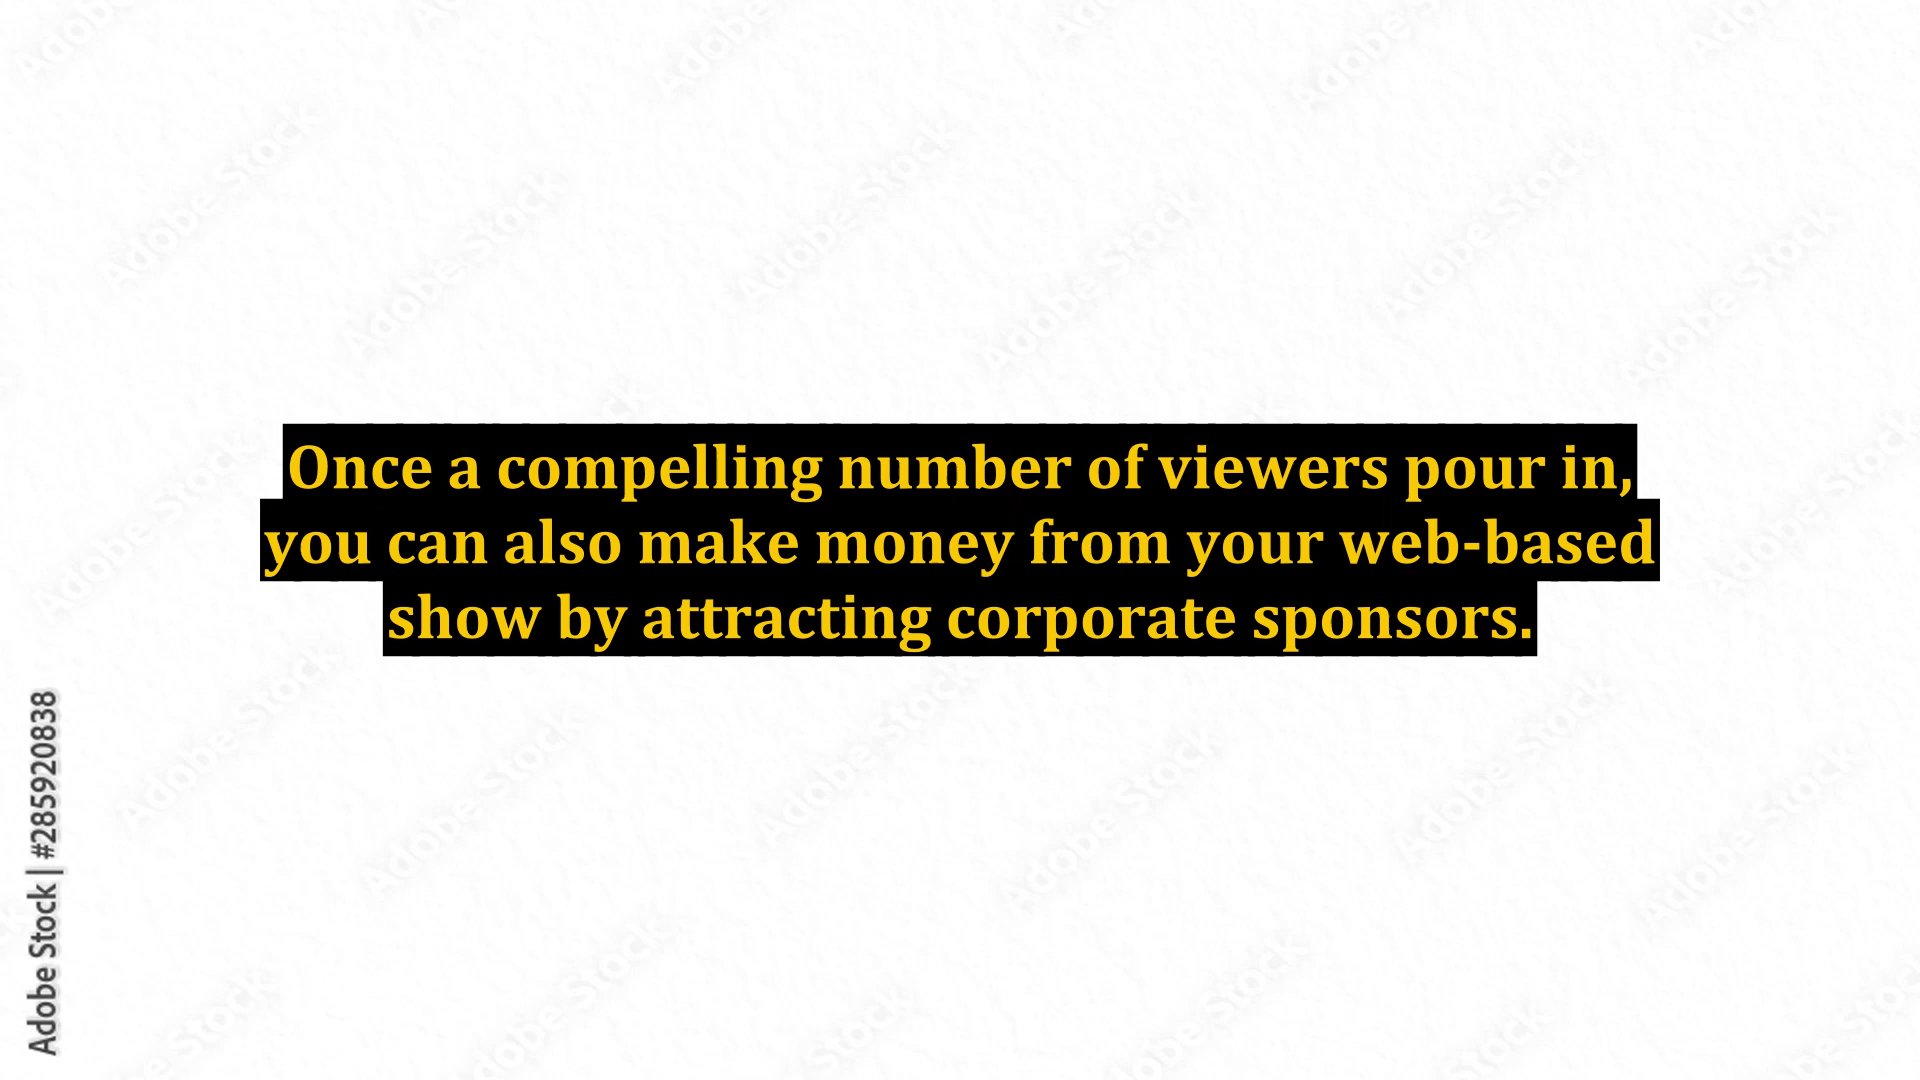 Once a compelling number of viewers pour in,
you can also make money from your web-based
show by attracting corporate sponsors.
Adobe Stock | #285920838